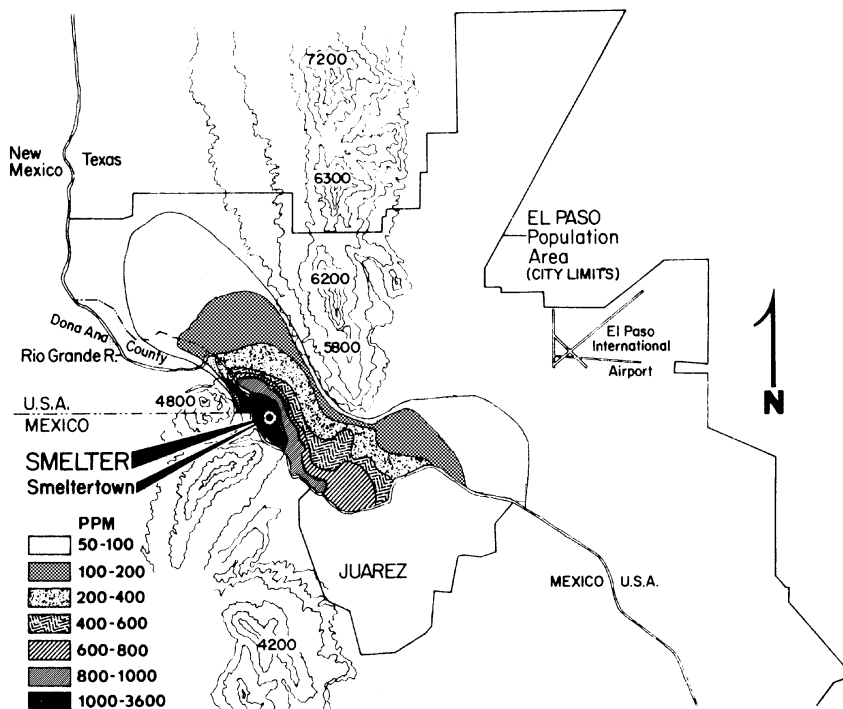 7200
New Mexico
Texas
6300
EL PASO
Population
Area
(CITY LIMITS)
6200
Dona Ana
County
Rio Grande R.
5800
El Paso
International
Airport
4800
U.S.A.
MEXICO
N
SMELTER
Smeltertown
PPM
50-100
100-200
200-400
400-600
600-800
800-1000
1000-3600
JUAREZ
MEXICO
U.S.A.
4200